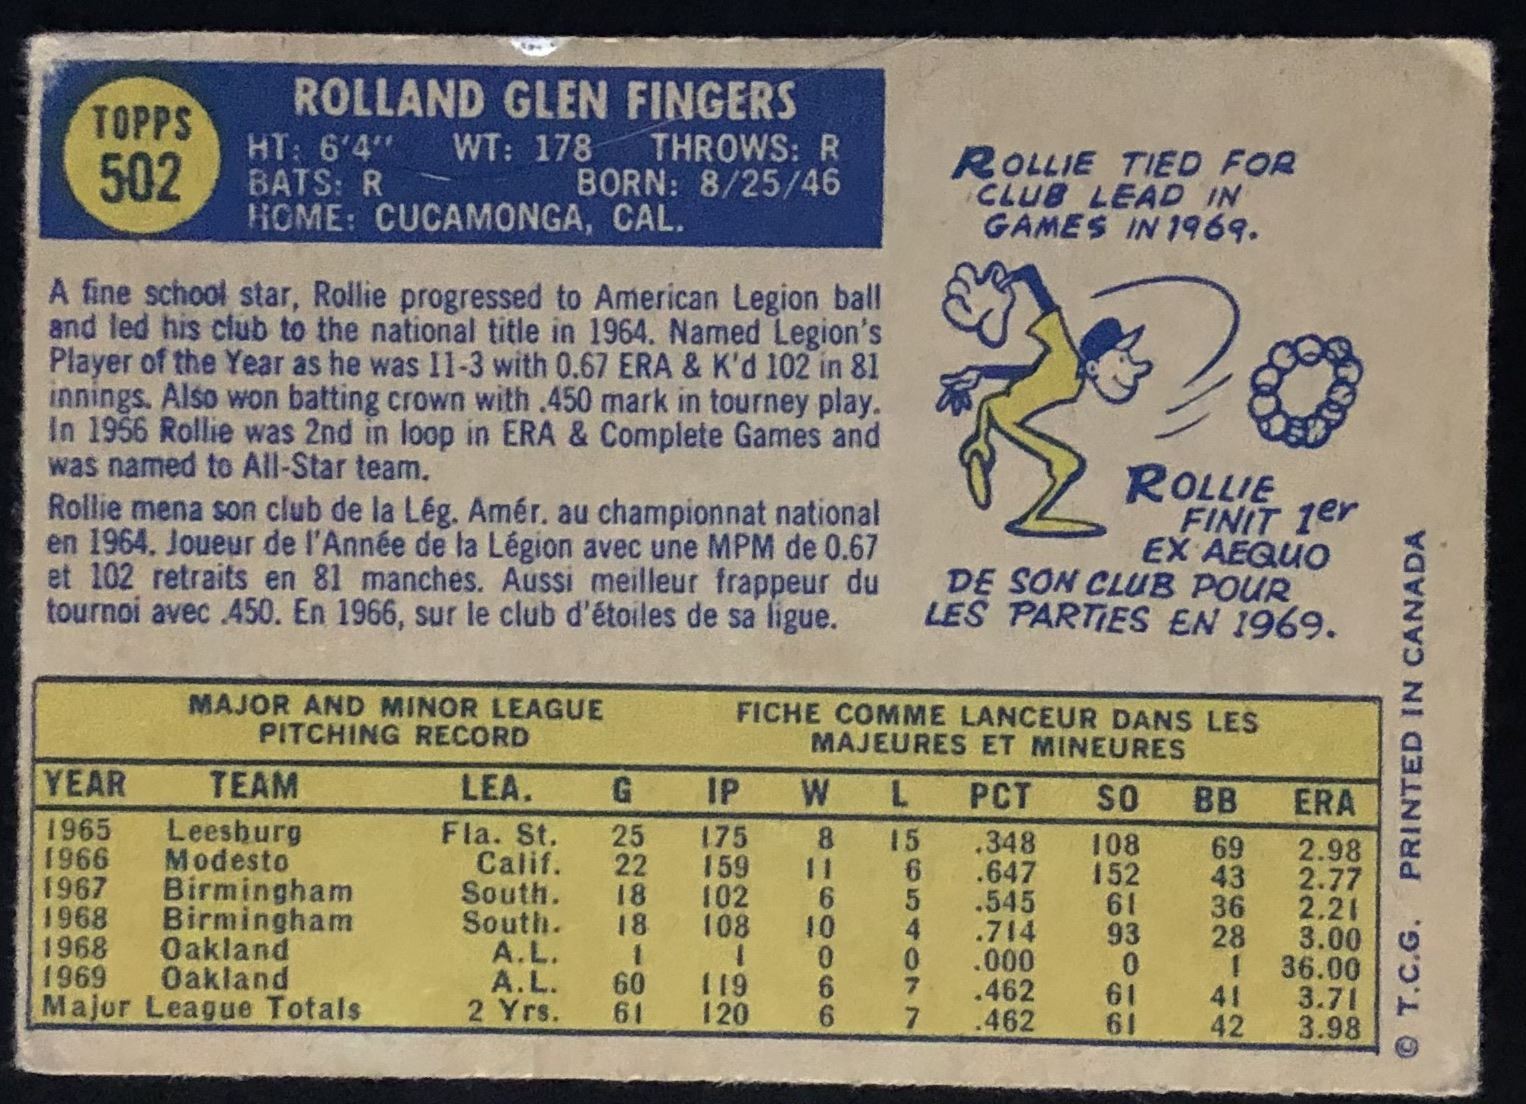 TOPPS
502
ROLLAND GLEN FINGERS
HT: 6'4" WT: 178 THROWS: R
BATS: R BORN: 8/25/46
HOME: CUCAMONGA, CAL.
A fine school star, Rollie progressed to American Legion ball
and led his club to the national title in 1964. Named Legion's
Player of the Year as he was 11-3 with 0.67 ERA & K'd 102 in 81
innings. Also won batting crown with .450 mark in tourney play.
In 1966 Rollie was 2nd in loop in ERA & Complete Games and
was named to All-Star team.
Rollie mena son club de la Lég. Amér. au championnat national
en 1964. Joueur de l'Année de la Légion avec une MPM de 0.67
et 102 retraits en 81 manches. Aussi meilleur frappeur du
tournoi avec .450. En 1966, sur le club d'étoiles de sa ligue.
ROLLIE TIED FOR
CLUB LEAD IN
GAMES IN 1969.
ROLLIE
FINIT 1er
EX AEQUO
DE SON CLUB POUR
LES PARTIES EN 1969.
MAJOR AND MINOR LEAGUE
PITCHING RECORD
FICHE COMME LANCEUR DANS LES
MAJEURES ET MINEURES
YEAR TEAM LEA. G IP W L PCT SO BB ERA
1965 Leesburg Fla. St. 25 175 8 15 .348 108 69 2.98
1966 Modesto Calif. 22 159 11 6 .647 152 43 2.77
1967 Birmingham South. 18 102 6 5 .545 61 36 2.21
1968 Birmingham South. 18 108 10 4 .714 93 28 3.00
1968 Oakland A.L. 1 1 0 0 .000 0 1 36.00
1969 Oakland A.L. 60 119 6 7 .462 61 41 3.71
Major League Totals 2 Yrs. 61 120 6 7 .462 61 42 3.98
© T.C.G. PRINTED IN CANADA